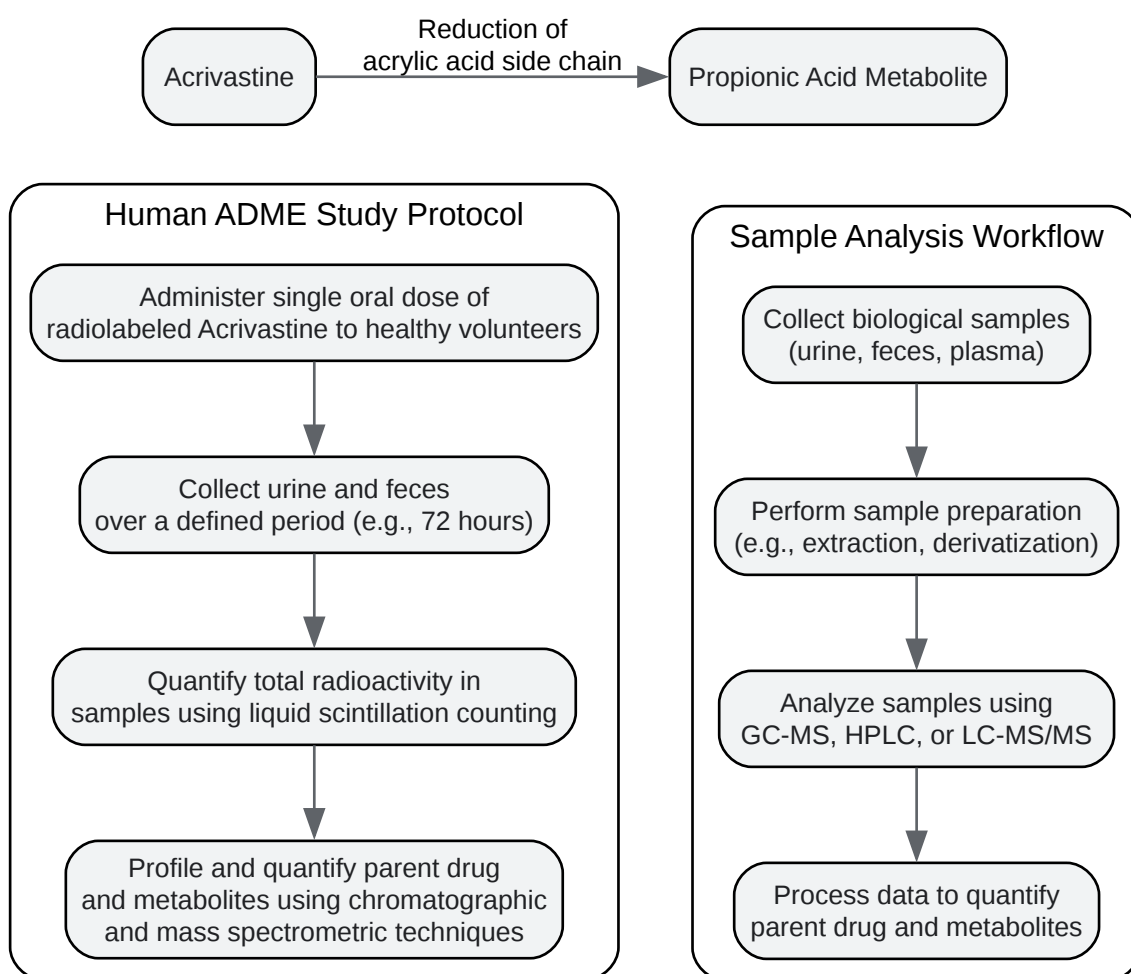 Acrivastine
Reduction of
acrylic acid side chain
Propionic Acid Metabolite
Human ADME Study Protocol
Administer single oral dose of
radiolabeled Acrivastine to healthy volunteers
Collect urine and feces
over a defined period (e.g., 72 hours)
Quantify total radioactivity in
samples using liquid scintillation counting
Profile and quantify parent drug
and metabolites using chromatographic
and mass spectrometric techniques
Sample Analysis Workflow
Collect biological samples
(urine, feces, plasma)
Perform sample preparation
(e.g., extraction, derivatization)
Analyze samples using
GC-MS, HPLC, or LC-MS/MS
Process data to quantify
parent drug and metabolites